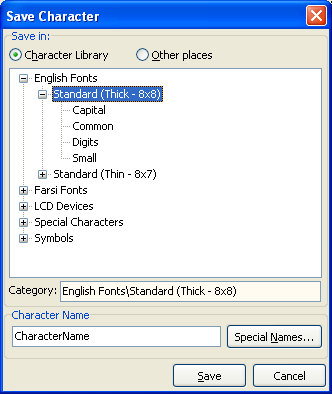 Save Character
Save in:
Character Library
Other places
English Fonts
Standard (Thick - 8x8)
Capital
Common
Digits
Small
Standard (Thin - 8x7)
Farsi Fonts
LCD Devices
Special Characters
Symbols
Category: English Fonts\Standard (Thick - 8x8)
Character Name
CharacterName
Special Names...
Save
Cancel